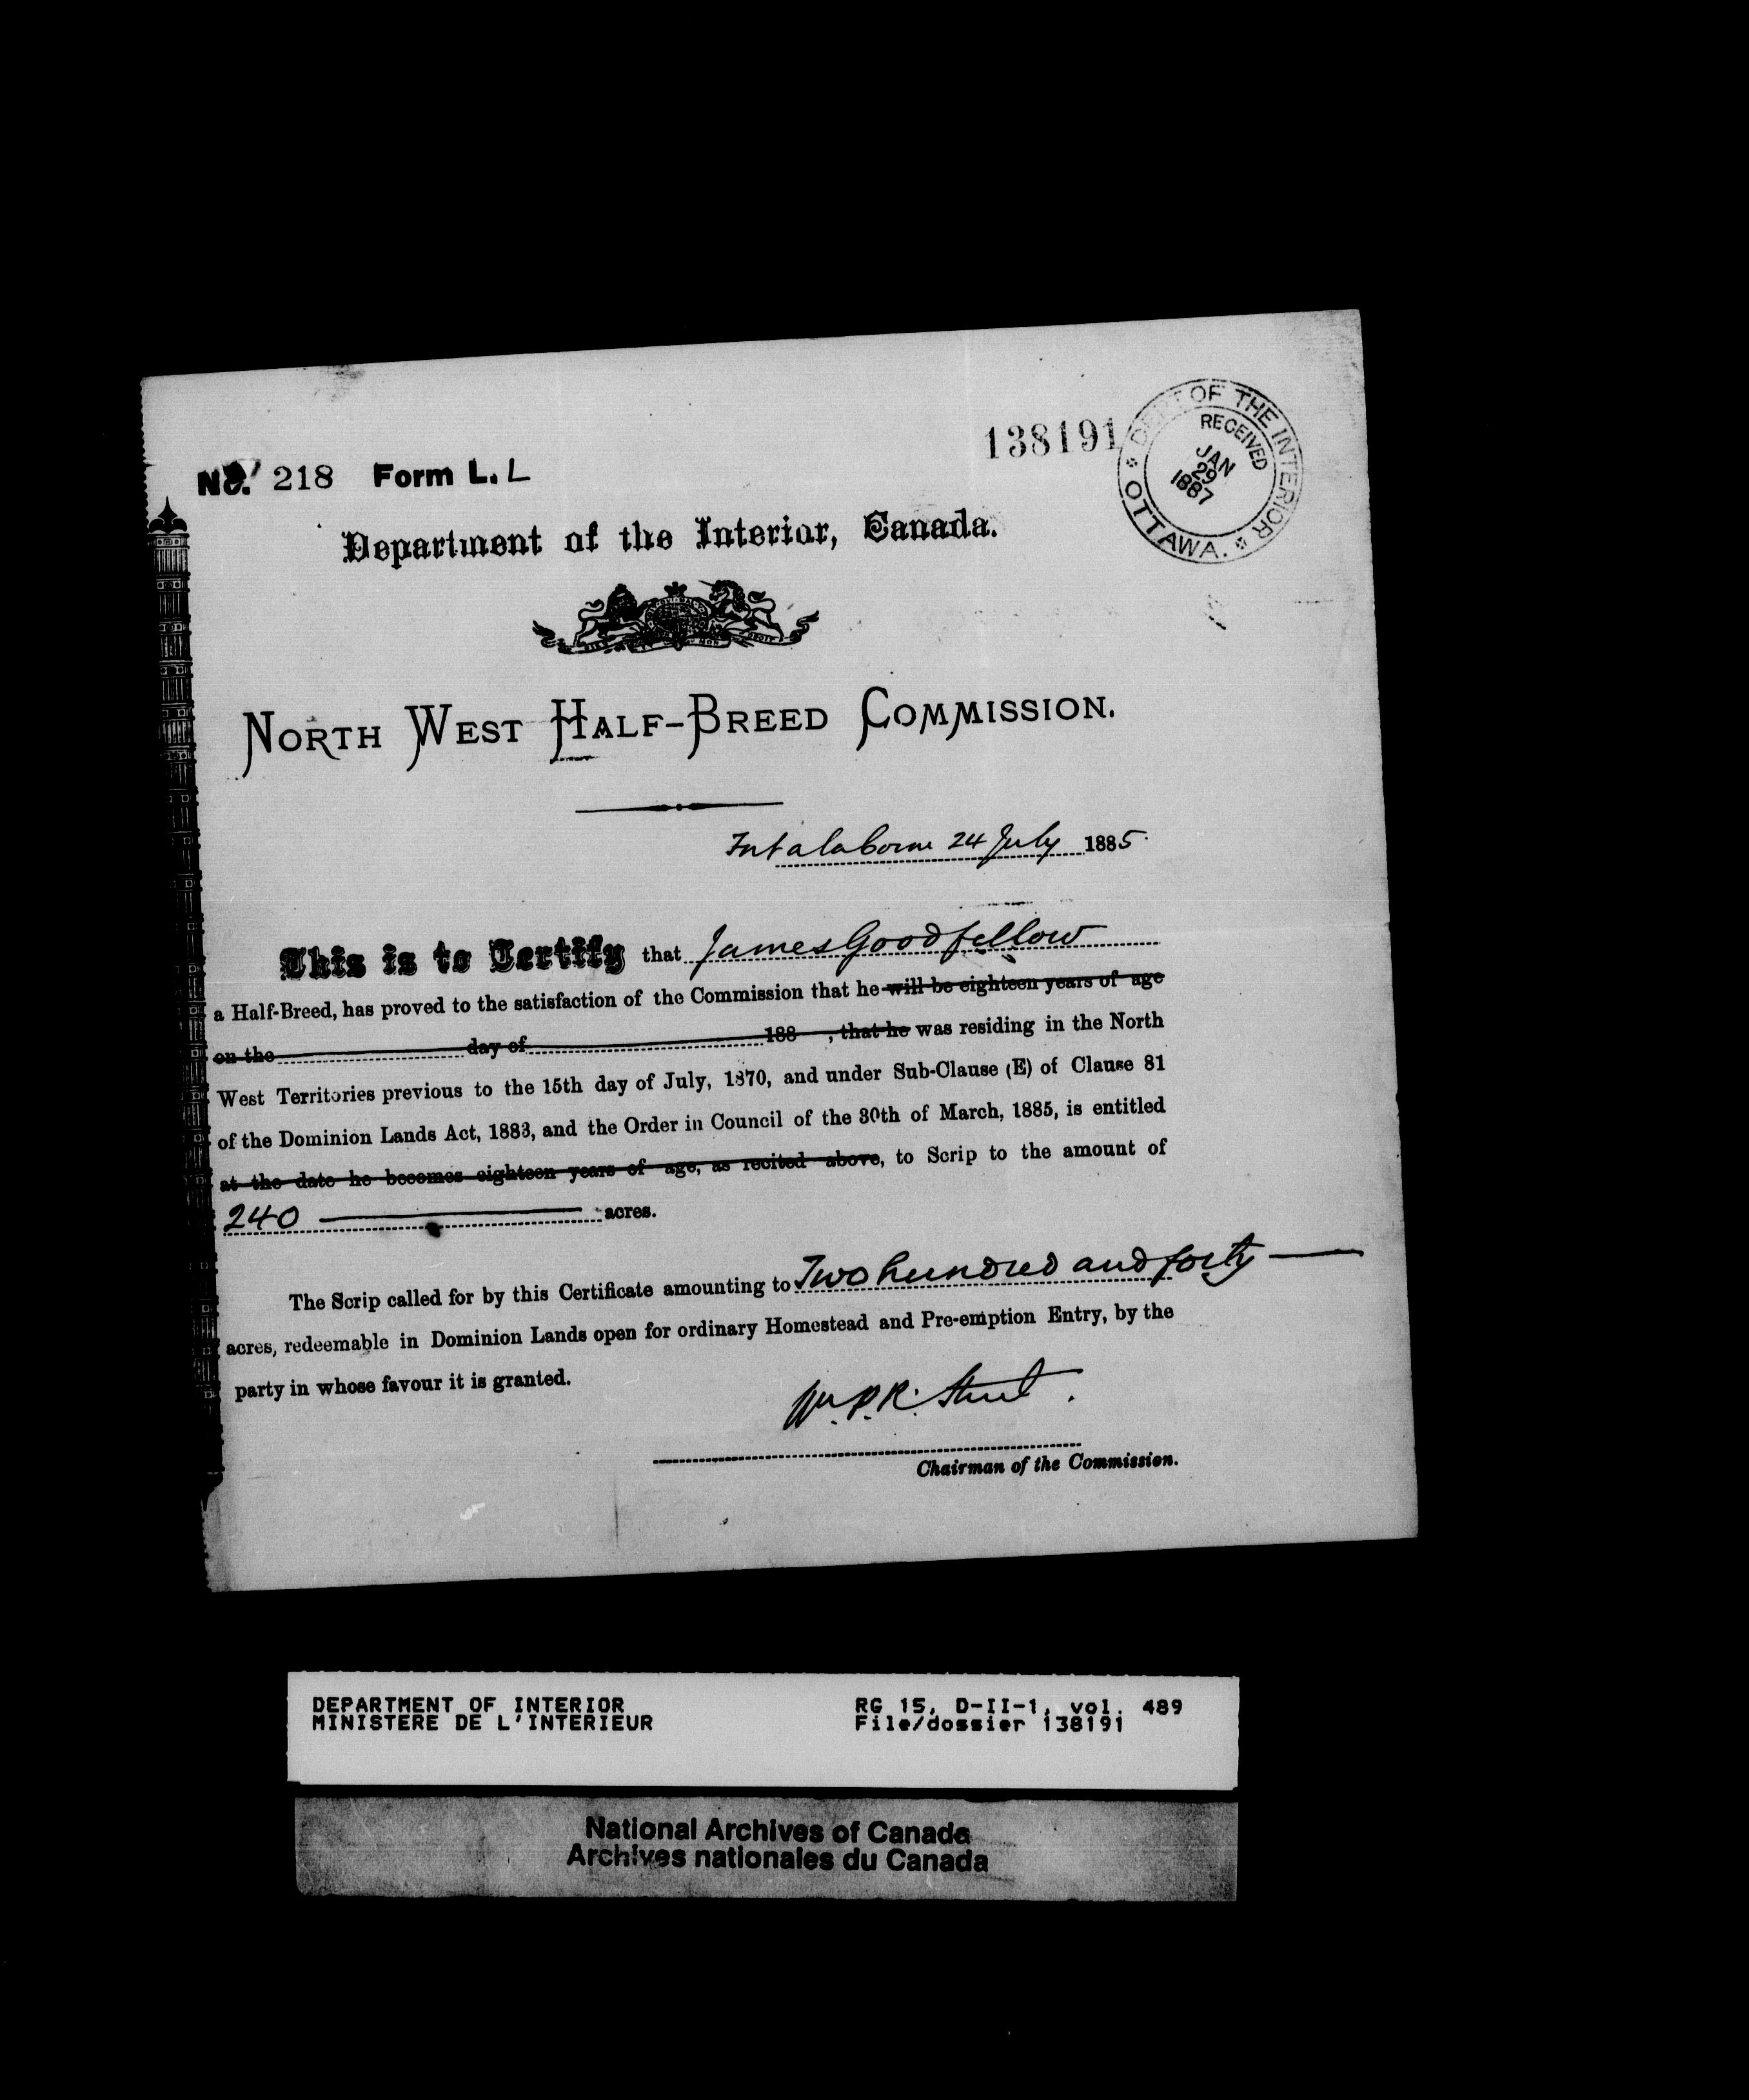 138191
DEPT OF THE INTERIOR
RECEIVED
JAN
29
1887
OTTAWA.
No. 218 Form L. L
Department of the Interior, Canada.
NORTH WEST HALF-BREED COMMISSION.
Fort a la Corne 24 July 1885.
This is to Certify that James Goodfellow
a Half-Breed, has proved to the satisfaction of the Commission that he will be eighteen years of age
on the day of 188 , that he was residing in the North
West Territories previous to the 15th day of July, 1870, and under Sub-Clause (E) of Clause 81
of the Dominion Lands Act, 1883, and the Order in Council of the 30th of March, 1885, is entitled
at the date he becomes eighteen years of age, as recited above, to Scrip to the amount of
240 acres.
The Scrip called for by this Certificate amounting to Two hundred and forty
acres, redeemable in Dominion Lands open for ordinary Homestead and Pre-emption Entry, by the
party in whose favour it is granted.
Wm. P. R. Street.
Chairman of the Commission.
DEPARTMENT OF INTERIOR RG 15, D-II-1, vol. 489
MINISTERE DE L'INTERIEUR File/dossier 138191
National Archives of Canada
Archives nationales du Canada